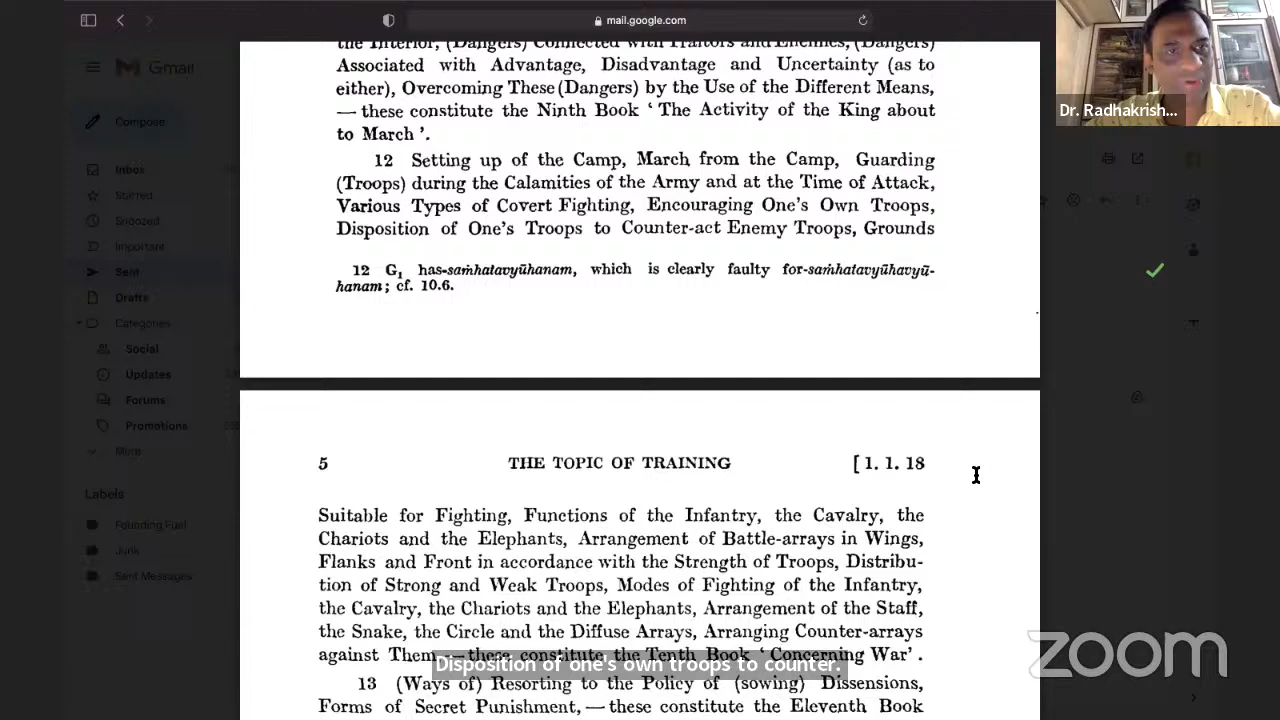 mail.google.com
Gmail
Compose
Inbox
Starred
Snoozed
Important
Sent
Drafts
Categories
Social
Updates
Forums
Promotions
More
Labels
Founding Fuel
Junk
Sent Messages
the Interior, (Dangers) Connected with Traitors and Enemies, (Dangers)
Associated with Advantage, Disadvantage and Uncertainty (as to
either), Overcoming These (Dangers) by the Use of the Different Means,
— these constitute the Ninth Book ‘ The Activity of the King about
to March ’.
12 Setting up of the Camp, March from the Camp, Guarding
(Troops) during the Calamities of the Army and at the Time of Attack,
Various Types of Covert Fighting, Encouraging One’s Own Troops,
Disposition of One’s Troops to Counter-act Enemy Troops, Grounds
12 G₁ has-saṁhatavyūhanam, which is clearly faulty for-saṁhatavyūhavyū-
hanam; cf. 10.6.
5 THE TOPIC OF TRAINING [ 1. 1. 18
Suitable for Fighting, Functions of the Infantry, the Cavalry, the
Chariots and the Elephants, Arrangement of Battle-arrays in Wings,
Flanks and Front in accordance with the Strength of Troops, Distribu-
tion of Strong and Weak Troops, Modes of Fighting of the Infantry,
the Cavalry, the Chariots and the Elephants, Arrangement of the Staff,
the Snake, the Circle and the Diffuse Arrays, Arranging Counter-arrays
against Them,—these constitute the Tenth Book ‘ Concerning War’ .
Disposition of one's own troops to counter.
13 (Ways of) Resorting to the Policy of (sowing) Dissensions,
Forms of Secret Punishment, — these constitute the Eleventh Book
Dr. Radhakrish...
zoom